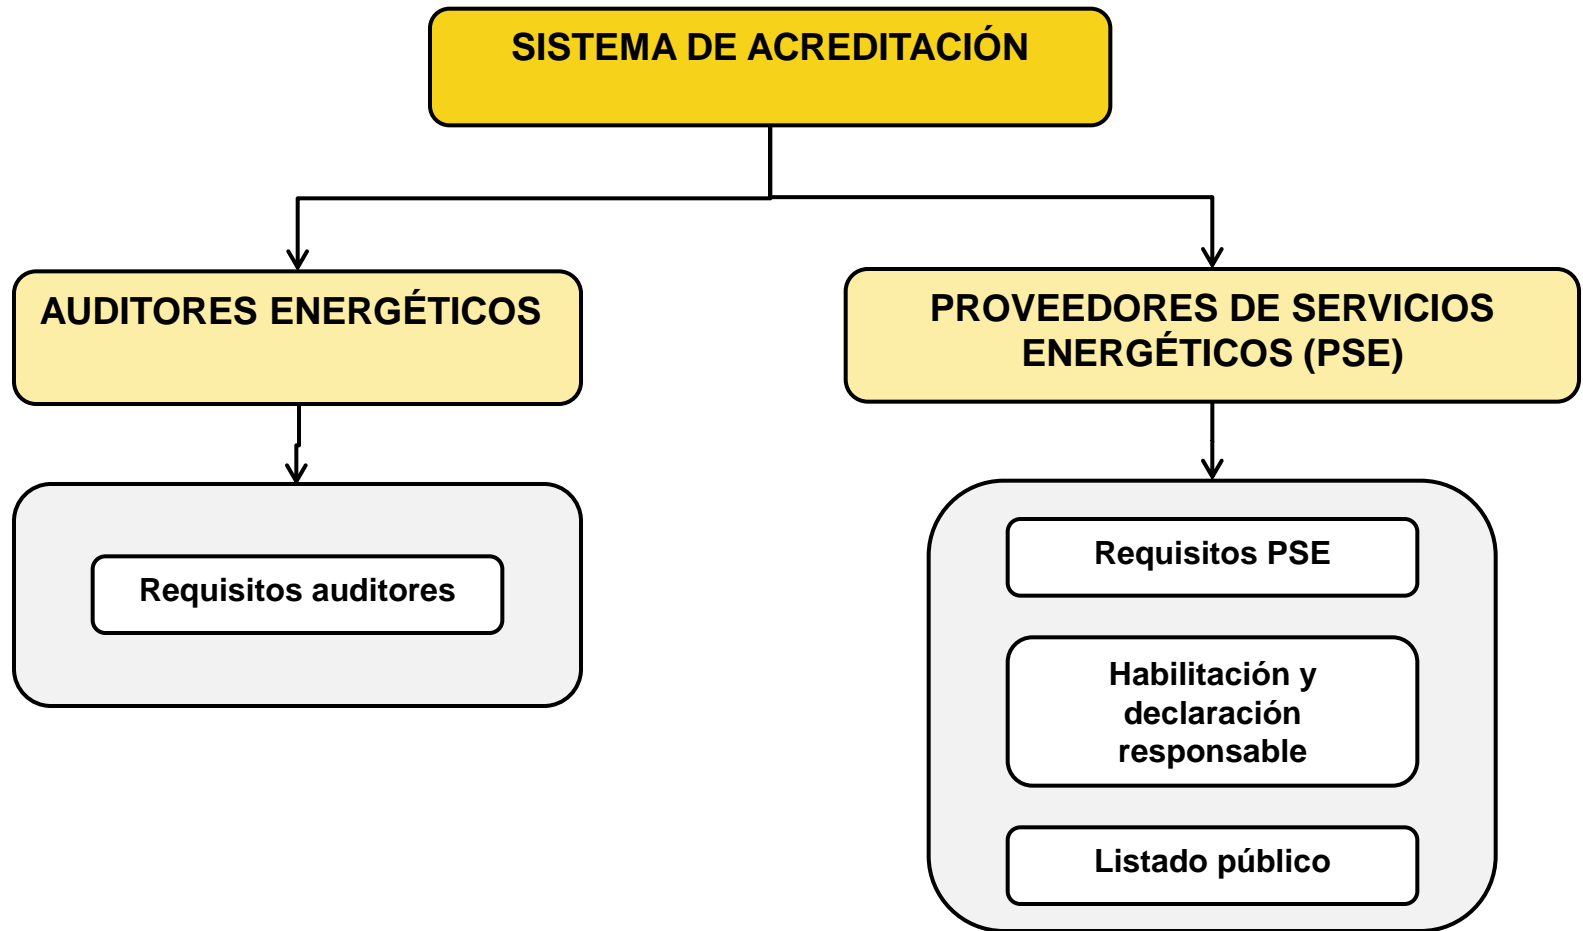 SISTEMA DE ACREDITACIÓN
AUDITORES ENERGÉTICOS
PROVEEDORES DE SERVICIOS
ENERGÉTICOS (PSE)
Requisitos auditores
Requisitos PSE
Habilitación y
declaración
responsable
Listado público